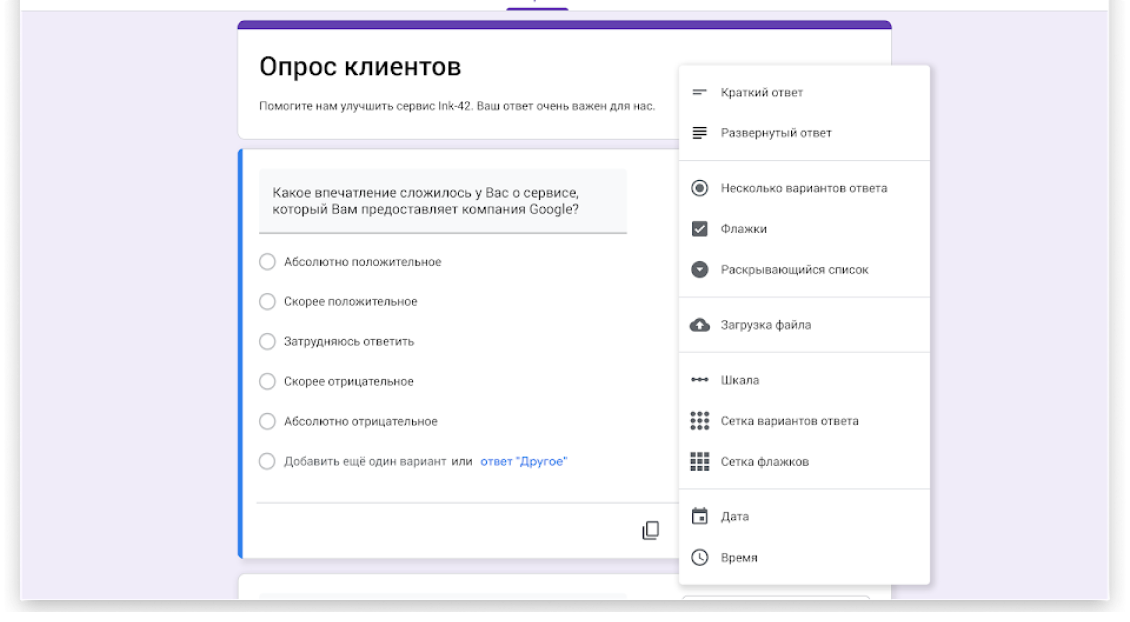 Опрос клиентов
Помогите нам улучшить сервис Ink-42. Ваш ответ очень важен для нас.
Какое впечатление сложилось у Вас о сервисе,
который Вам предоставляет компания Google?
Абсолютно положительное
Скорее положительное
Затрудняюсь ответить
Скорее отрицательное
Абсолютно отрицательное
Добавить ещё один вариант или ответ "Другое"
Краткий ответ
Развернутый ответ
Несколько вариантов ответа
Флажки
Раскрывающийся список
Загрузка файла
Шкала
Сетка вариантов ответа
Сетка флажков
Дата
Время